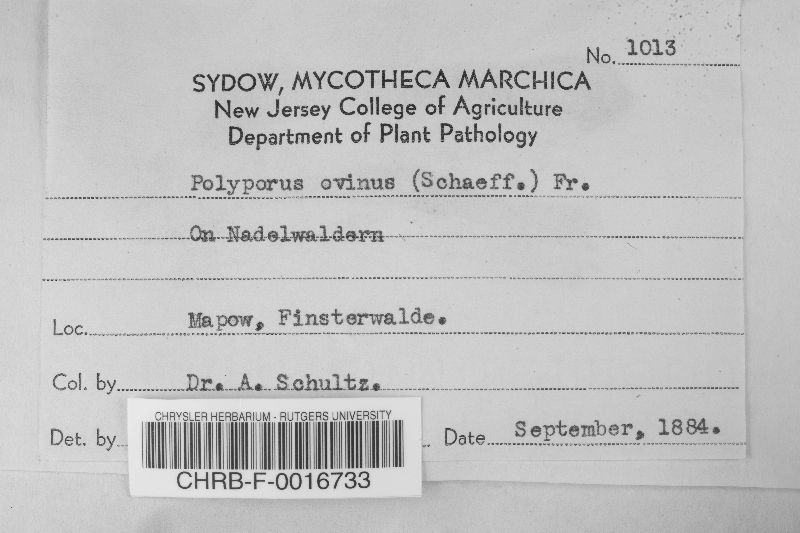 No. 1013
SYDOW, MYCOTHECA MARCHICA
New Jersey College of Agriculture
Department of Plant Pathology
Polyporus ovinus (Schaeff.) Fr.
On Nadelwaldern
Loc. Mapow, Finsterwalde.
Col. by Dr. A. Schultz.
Det. by
Date September, 1884.
CHRYSLER HERBARIUM - RUTGERS UNIVERSITY
CHRB-F-0016733